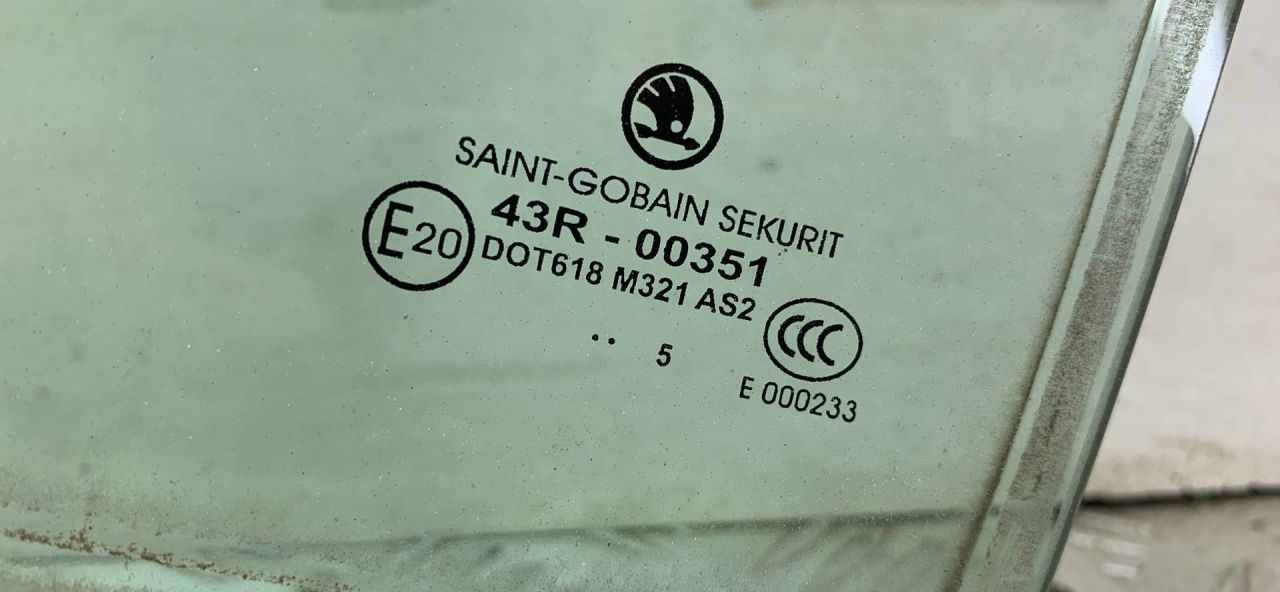 SAINT-GOBAIN SEKURIT
43R - 00351
E20
DOT618 M321 AS2
.. 5
CCC
E 000233